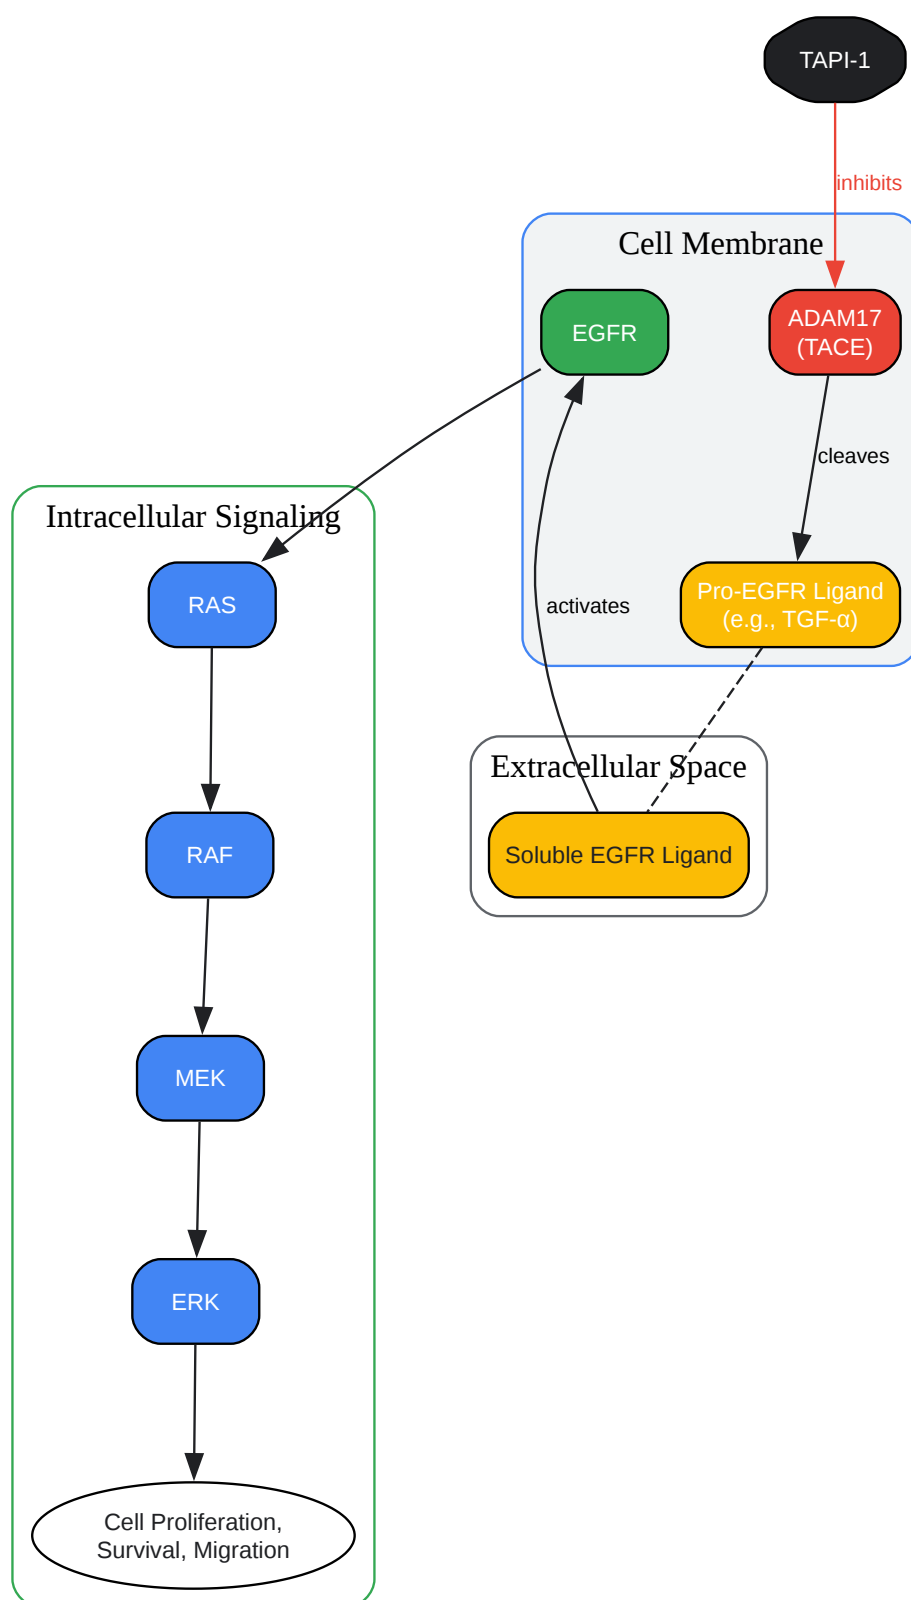 TAPI-1
inhibits
Cell Membrane
EGFR
ADAM17
(TACE)
cleaves
Intracellular Signaling
RAS
Pro-EGFR Ligand
(e.g., TGF-α)
activates
Extracellular Space
RAF
Soluble EGFR Ligand
MEK
ERK
Cell Proliferation,
Survival, Migration